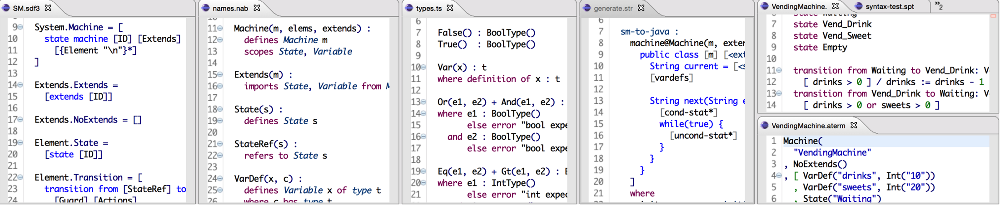 SM.sdf3
9 System.Machine = [
10 state machine [ID] [Extends]
11 [{Element "\n"}*]
12 ]
13
14 Extends.Extends =
15 [extends [ID]]
16
17 Extends.NoExtends = []
18
19 Element.State =
20 [state [ID]]
21
22 Element.Transition = [
23 transition from [StateRef] to
24 [Guard] [Actions]
names.nab
10
11 Machine(m, elems, extends) :
12 defines Machine m
13 scopes State, Variable
14
15 Extends(m) :
16 imports State, Variable from M
17
18 State(s) :
19 defines State s
20
21 StateRef(s) :
22 refers to State s
23
24 VarDef(x, c) :
25 defines Variable x of type t
26 where c has type t
types.ts
6
7 False() : BoolType()
8 True() : BoolType()
9
10 Var(x) : t
11 where definition of x : t
12
13 Or(e1, e2) + And(e1, e2) :
14 where e1 : BoolType()
15 else error "bool expe
16 and e2 : BoolType()
17 else error "bool expe
18
19 Eq(e1, e2) + Gt(e1, e2) :
20 where e1 : IntType()
21 else error "int expec
generate.str
6
7 sm-to-java :
8 machine@Machine(m, exter
9 public class [m] [<ext
10 String current = [<s
11 [vardefs]
12
13 String next(String e
14 [cond-stat*]
15 while(true) {
16 [uncond-stat*]
17 }
18 }
19 }
20 ]
21 where
VendingMachine.
syntax-test.spt
»2
state Waiting
7 state Vend_Drink
8 state Vend_Sweet
9 state Empty
10
11 transition from Waiting to Vend_Drink: V
12 [ drinks > 0 ] / drinks := drinks - 1
13 transition from Vend_Drink to Waiting: V
14 [ drinks > 0 or sweets > 0 ]
VendingMachine.aterm
1 Machine(
2 "VendingMachine"
3 , NoExtends()
4 , [ VarDef("drinks", Int("10"))
5 , VarDef("sweets", Int("20"))
6 , State("Waiting")